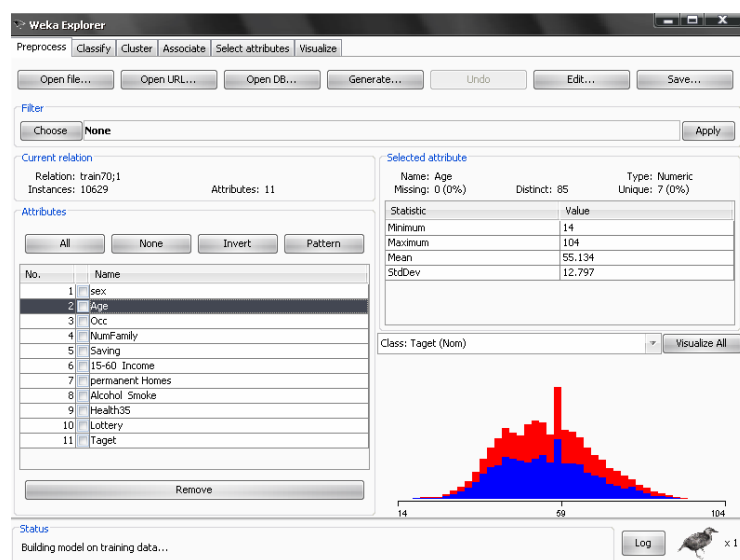 Weka Explorer
Preprocess Classify Cluster Associate Select attributes Visualize
Open file... Open URL... Open DB... Generate... Undo Edit... Save...
Filter
Choose None Apply
Current relation
Relation: train70;1
Instances: 10629 Attributes: 11
Selected attribute
Name: Age Type: Numeric
Missing: 0 (0%) Distinct: 85 Unique: 7 (0%)
Attributes
All None Invert Pattern
No. Name
1 sex
2 Age
3 Occ
4 NumFamily
5 Saving
6 15-60 Income
7 permanent Homes
8 Alcohol Smoke
9 Health35
10 Lottery
11 Taget
Remove
Statistic Value
Minimum 14
Maximum 104
Mean 55.134
StdDev 12.797
Class: Taget (Nom) Visualize All
14 59 104
Status
Building model on training data...
Log x 1